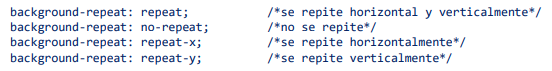 background-repeat: repeat; /*se repite horizontal y verticalmente*/
background-repeat: no-repeat; /*no se repite*/
background-repeat: repeat-x; /*se repite horizontalmente*/
background-repeat: repeat-y; /*se repite verticalmente*/